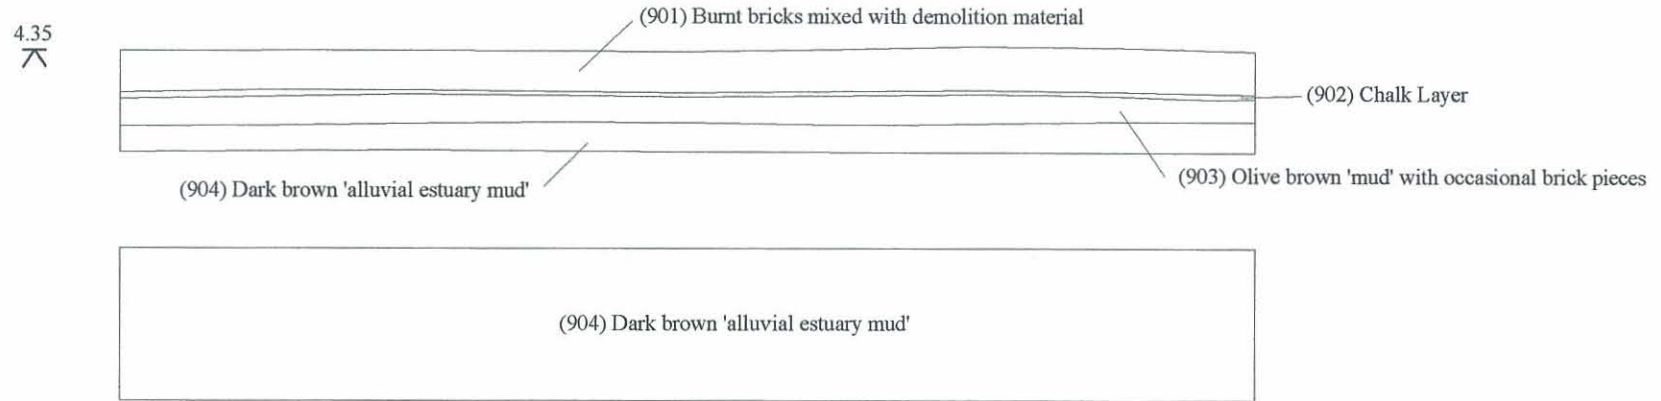 (901) Burnt bricks mixed with demolition material
4.35
(902) Chalk Layer
(903) Olive brown 'mud' with occasional brick pieces
(904) Dark brown 'alluvial estuary mud'
(904) Dark brown 'alluvial estuary mud'